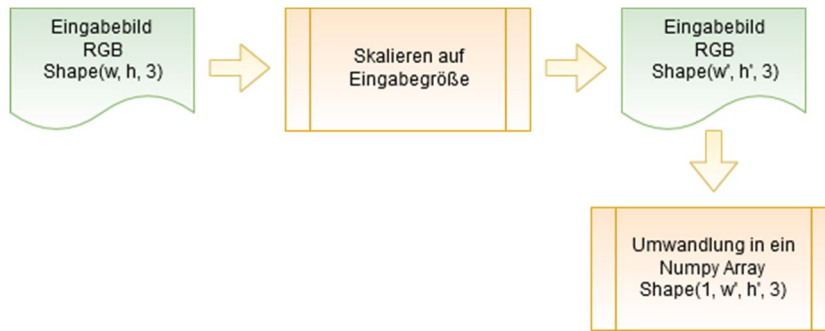 Eingabebild
RGB
Shape(w, h, 3)
Skalieren auf
Eingabegröße
Eingabebild
RGB
Shape(w', h', 3)
Umwandlung in ein
Numpy Array
Shape(1, w', h', 3)